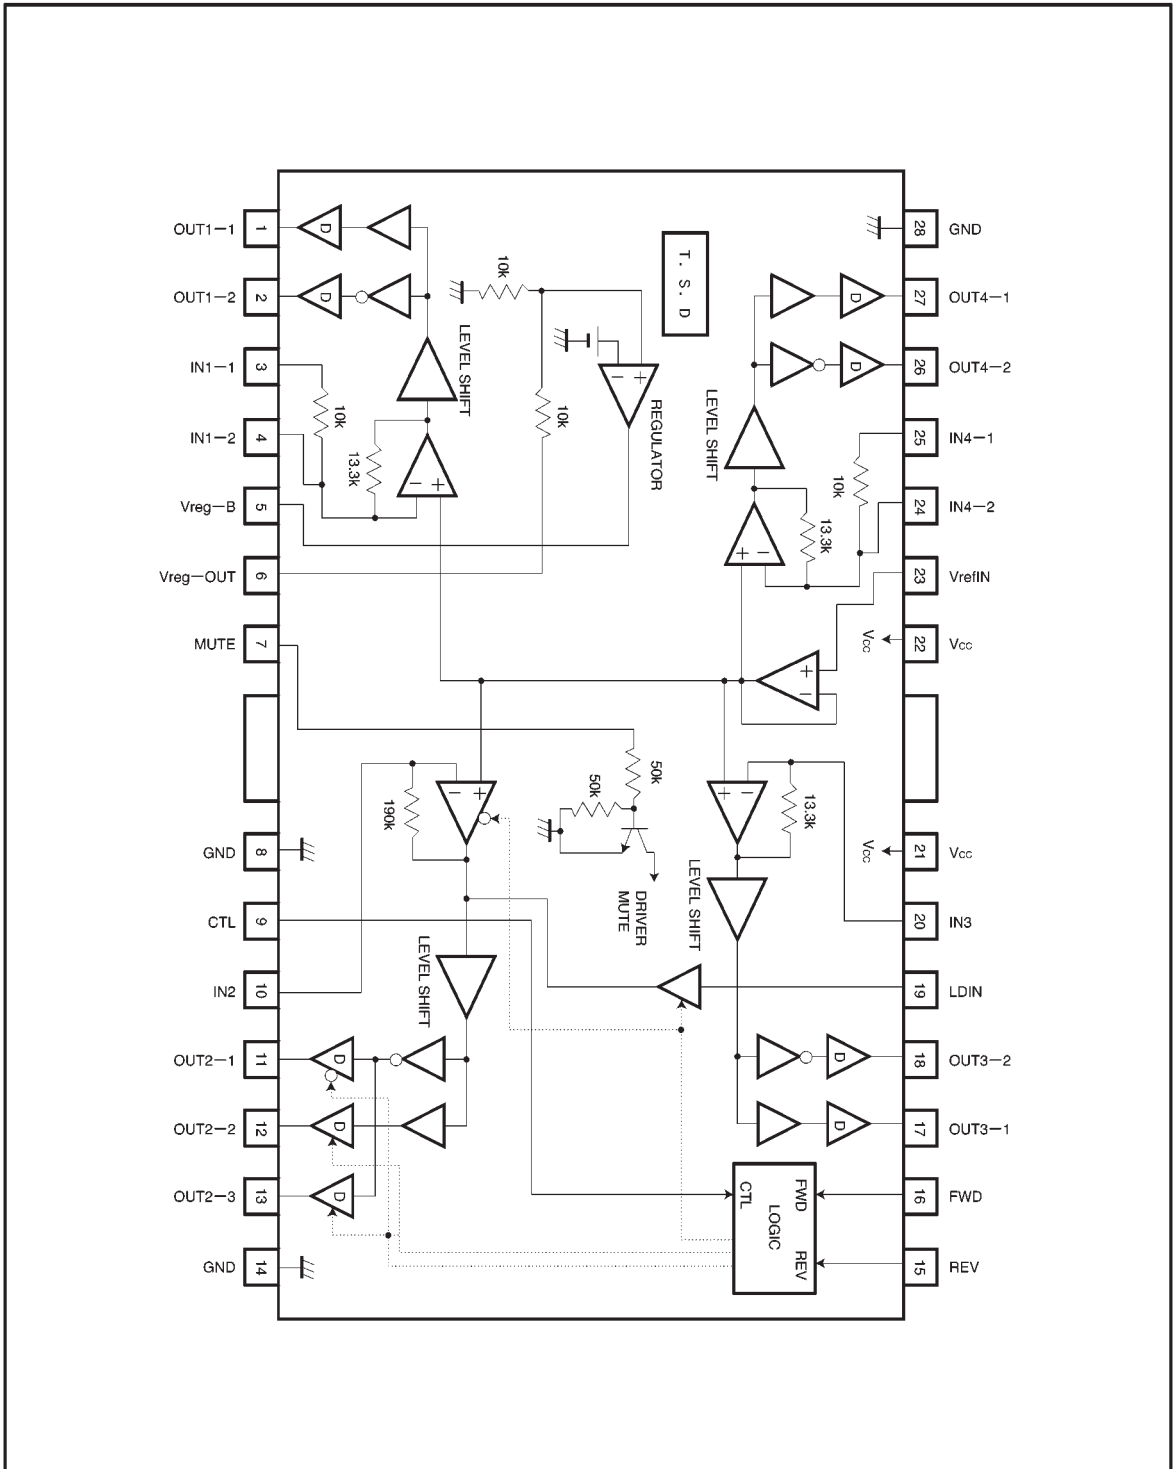 OUT1-1
1
OUT1-2
2
IN1-1
3
IN1-2
4
Vreg-B
5
Vreg-OUT
6
MUTE
7
GND
8
CTL
9
IN2
10
OUT2-1
11
OUT2-2
12
OUT2-3
13
GND
14
28
GND
27
OUT4-1
26
OUT4-2
25
IN4-1
24
IN4-2
23
VrefIN
22
Vcc
21
Vcc
20
IN3
19
LDIN
18
OUT3-2
17
OUT3-1
16
FWD
15
REV
D
D
LEVEL SHIFT
10k
13.3k
- +
10k
10k
- +
REGULATOR
T. S. D
D
D
LEVEL SHIFT
10k
13.3k
+ -
Vcc
+
-
50k
50k
DRIVER
MUTE
190k
- +
LEVEL SHIFT
+ -
13.3k
LEVEL SHIFT
Vcc
D
D
D
D
D
CTL
LOGIC
FWD
REV